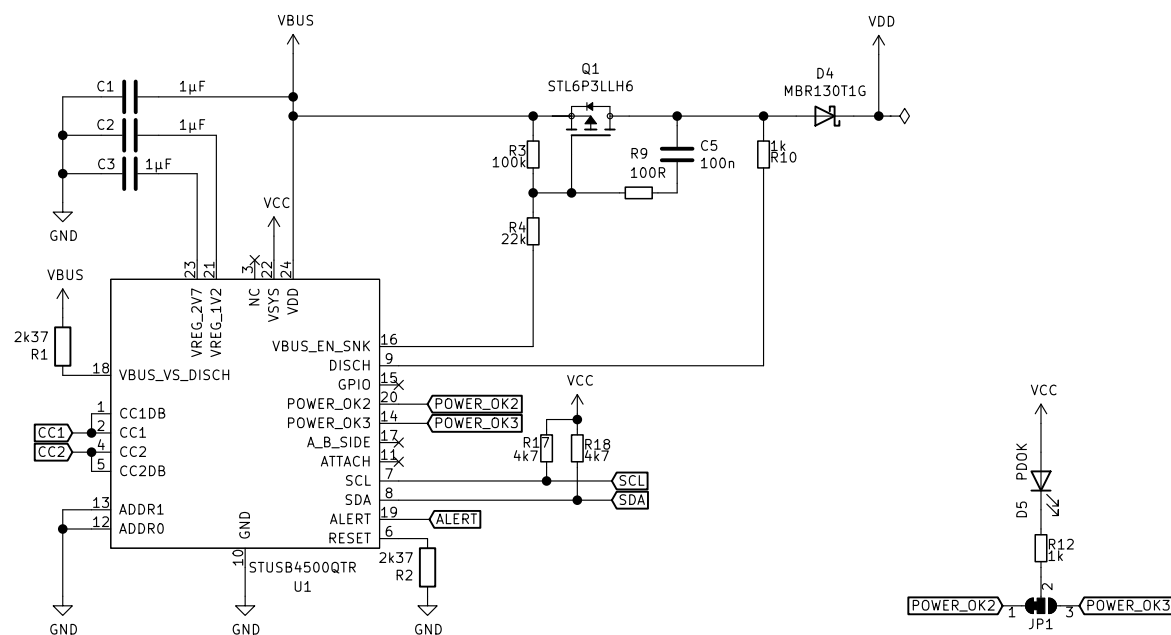 VBUS
VDD
Q1
STL6P3LLH6
D4
MBR130T1G
C1 1µF
C2 1µF
C3 1µF
R3
100k
R9
100R
C5
100n
1k
R10
GND
VCC
R4
22k
VBUS
2k37
R1
23
21
3
22
24
VREG_2V7
VREG_1V2
NC
VSYS
VDD
VBUS_EN_SNK 16
DISCH 9
GPIO 15
18 VBUS_VS_DISCH
POWER_OK2 20 POWER_OK2
POWER_OK3 14 POWER_OK3
1 CC1DB
CC1 2 CC1
CC2 4 CC2
5 CC2DB
A_B_SIDE 17
ATTACH 11
SCL 7 SCL
SDA 8 SDA
VCC
R17
4k7
R18
4k7
13 ADDR1
12 ADDR0
ALERT 19 ALERT
RESET 6
GND
10
STUSB4500QTR
U1
2k37
R2
GND
GND
GND
VCC
PDOK
D5
R12
1k
POWER_OK2 1
2
3 POWER_OK3
JP1